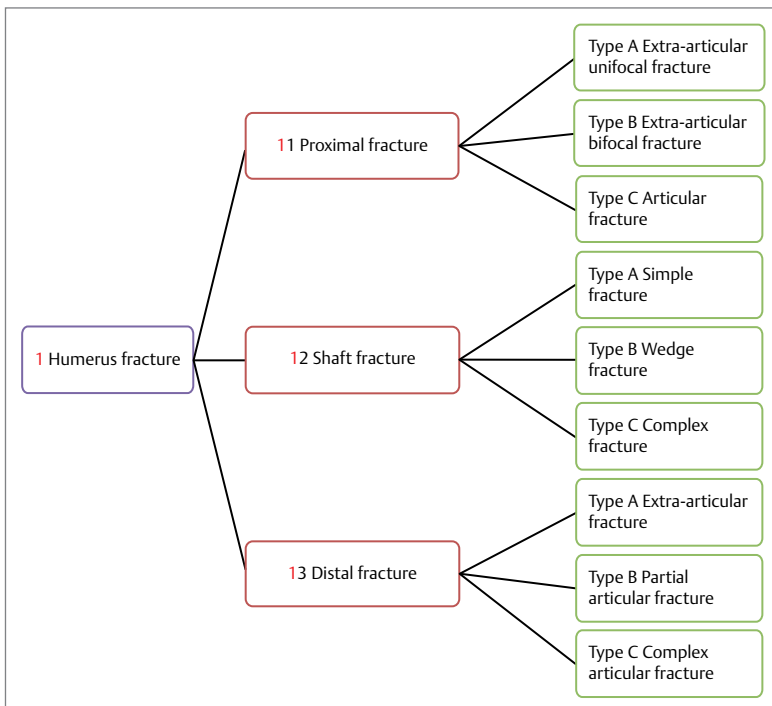 Type A Extra-articular
unifocal fracture
11 Proximal fracture
Type B Extra-articular
bifocal fracture
Type C Articular
fracture
Type A Simple
fracture
1 Humerus fracture
12 Shaft fracture
Type B Wedge
fracture
Type C Complex
fracture
Type A Extra-articular
fracture
13 Distal fracture
Type B Partial
articular fracture
Type C Complex
articular fracture